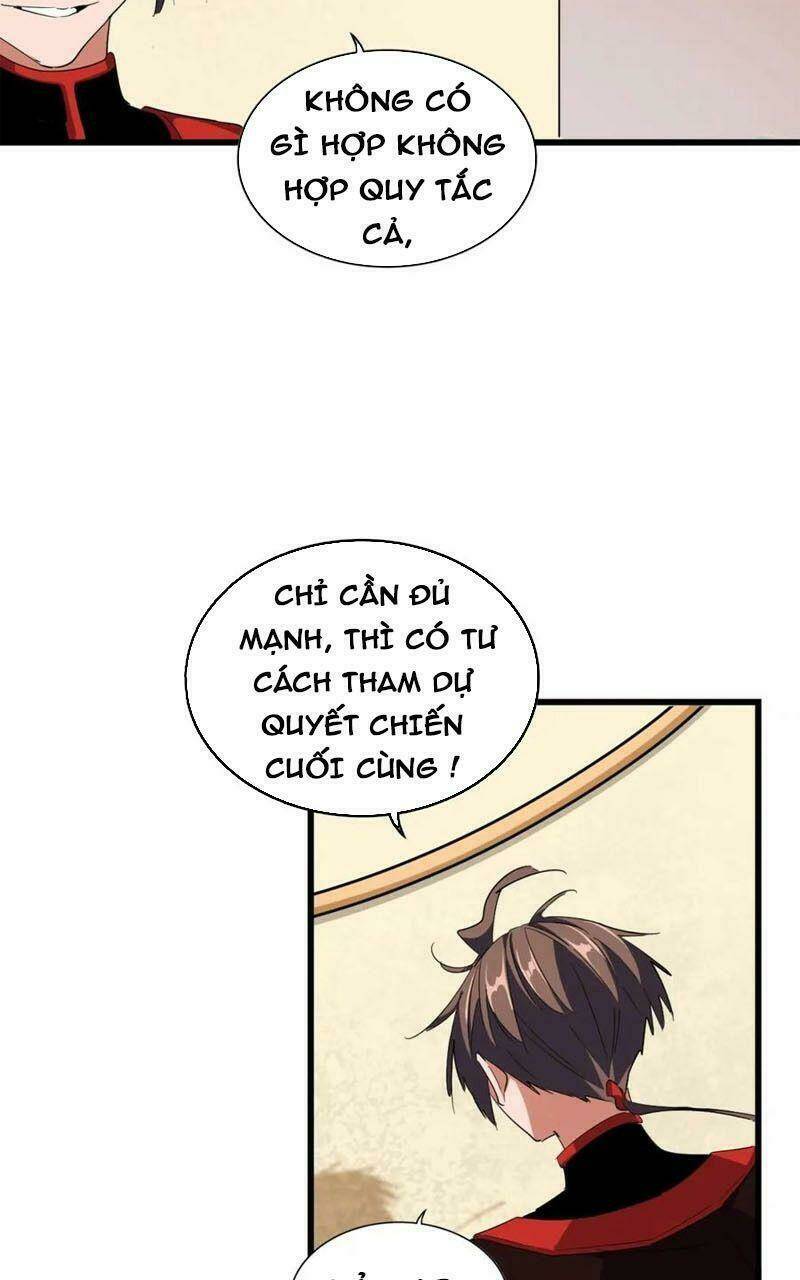 KHÔNG CÓ
GÌ HỢP KHÔNG
HỢP QUY TẮC
CẢ,
CHỈ CẦN ĐỦ
MẠNH, THÌ CÓ TƯ
CÁCH THAM DỰ
QUYẾT CHIẾN
CUỐI CÙNG !